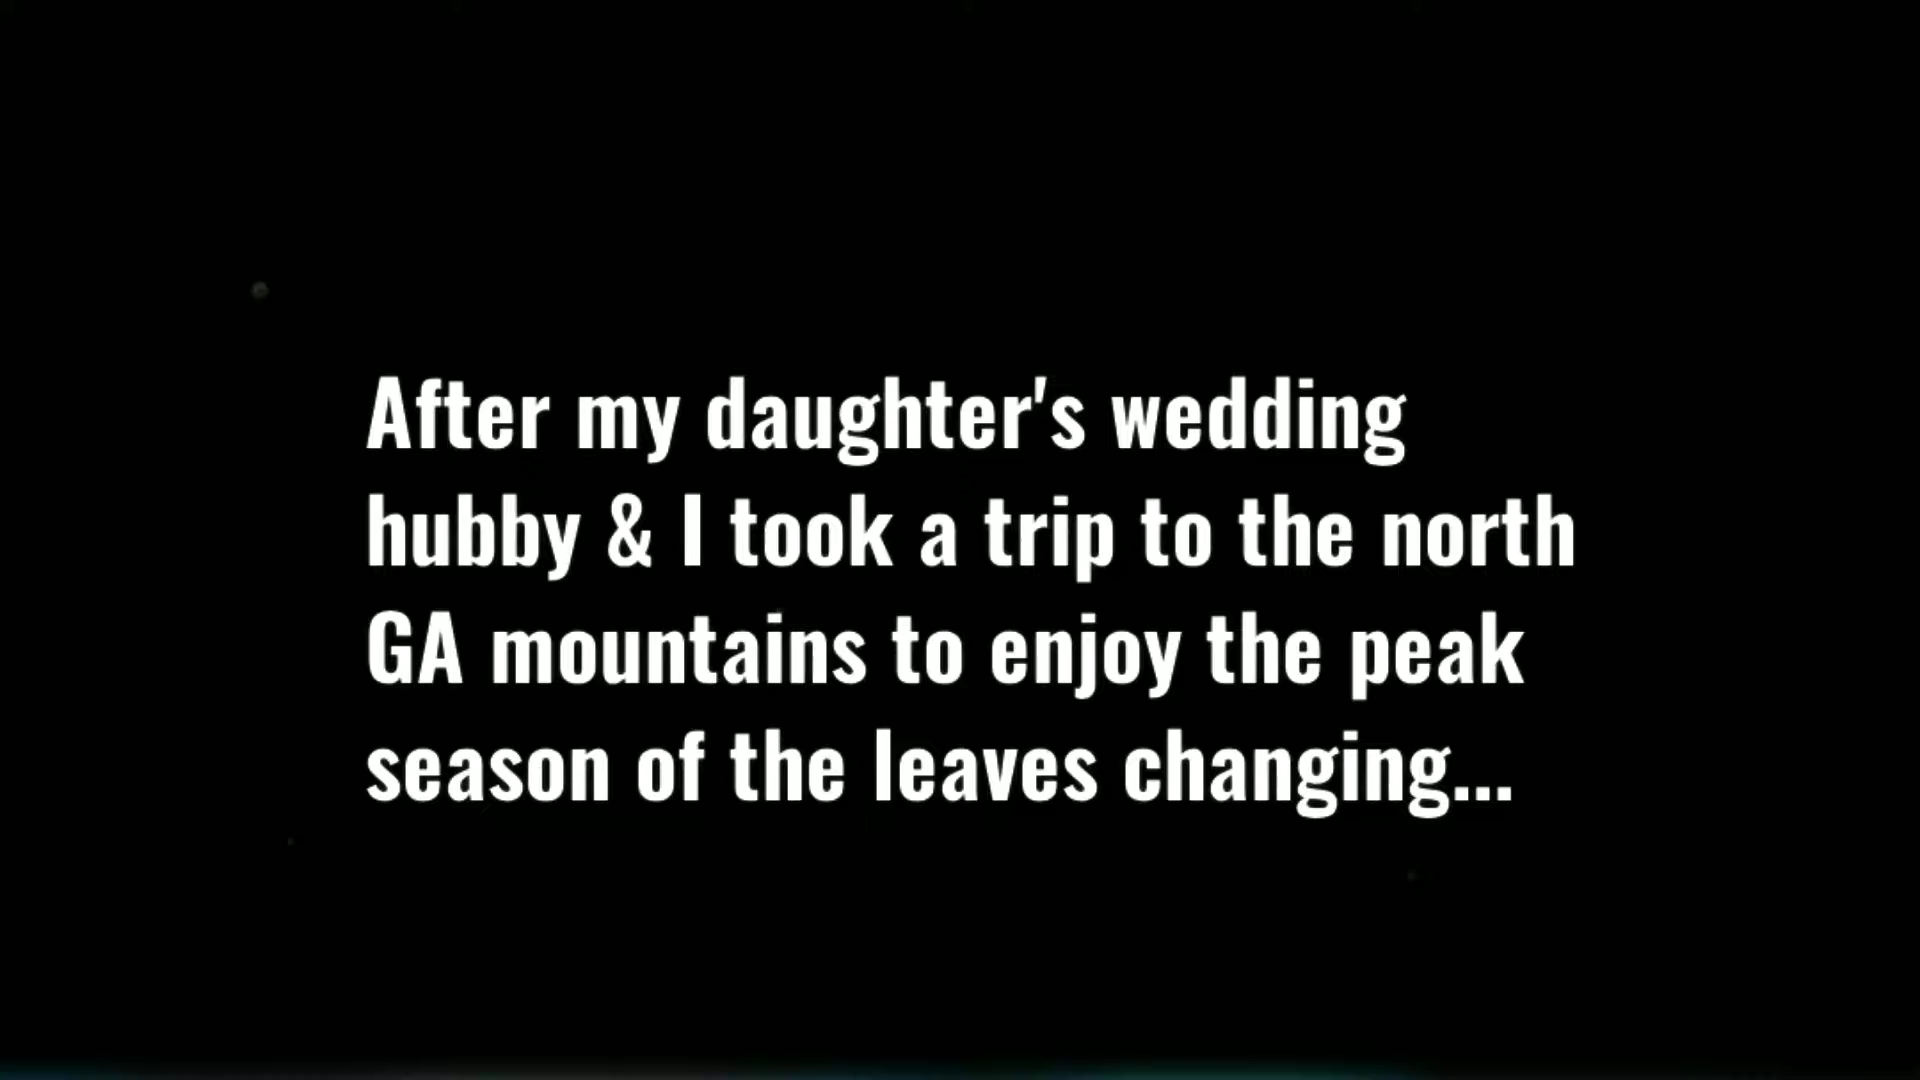 After my daughter's wedding
hubby & I took a trip to the north
GA mountains to enjoy the peak
season of the leaves changing...